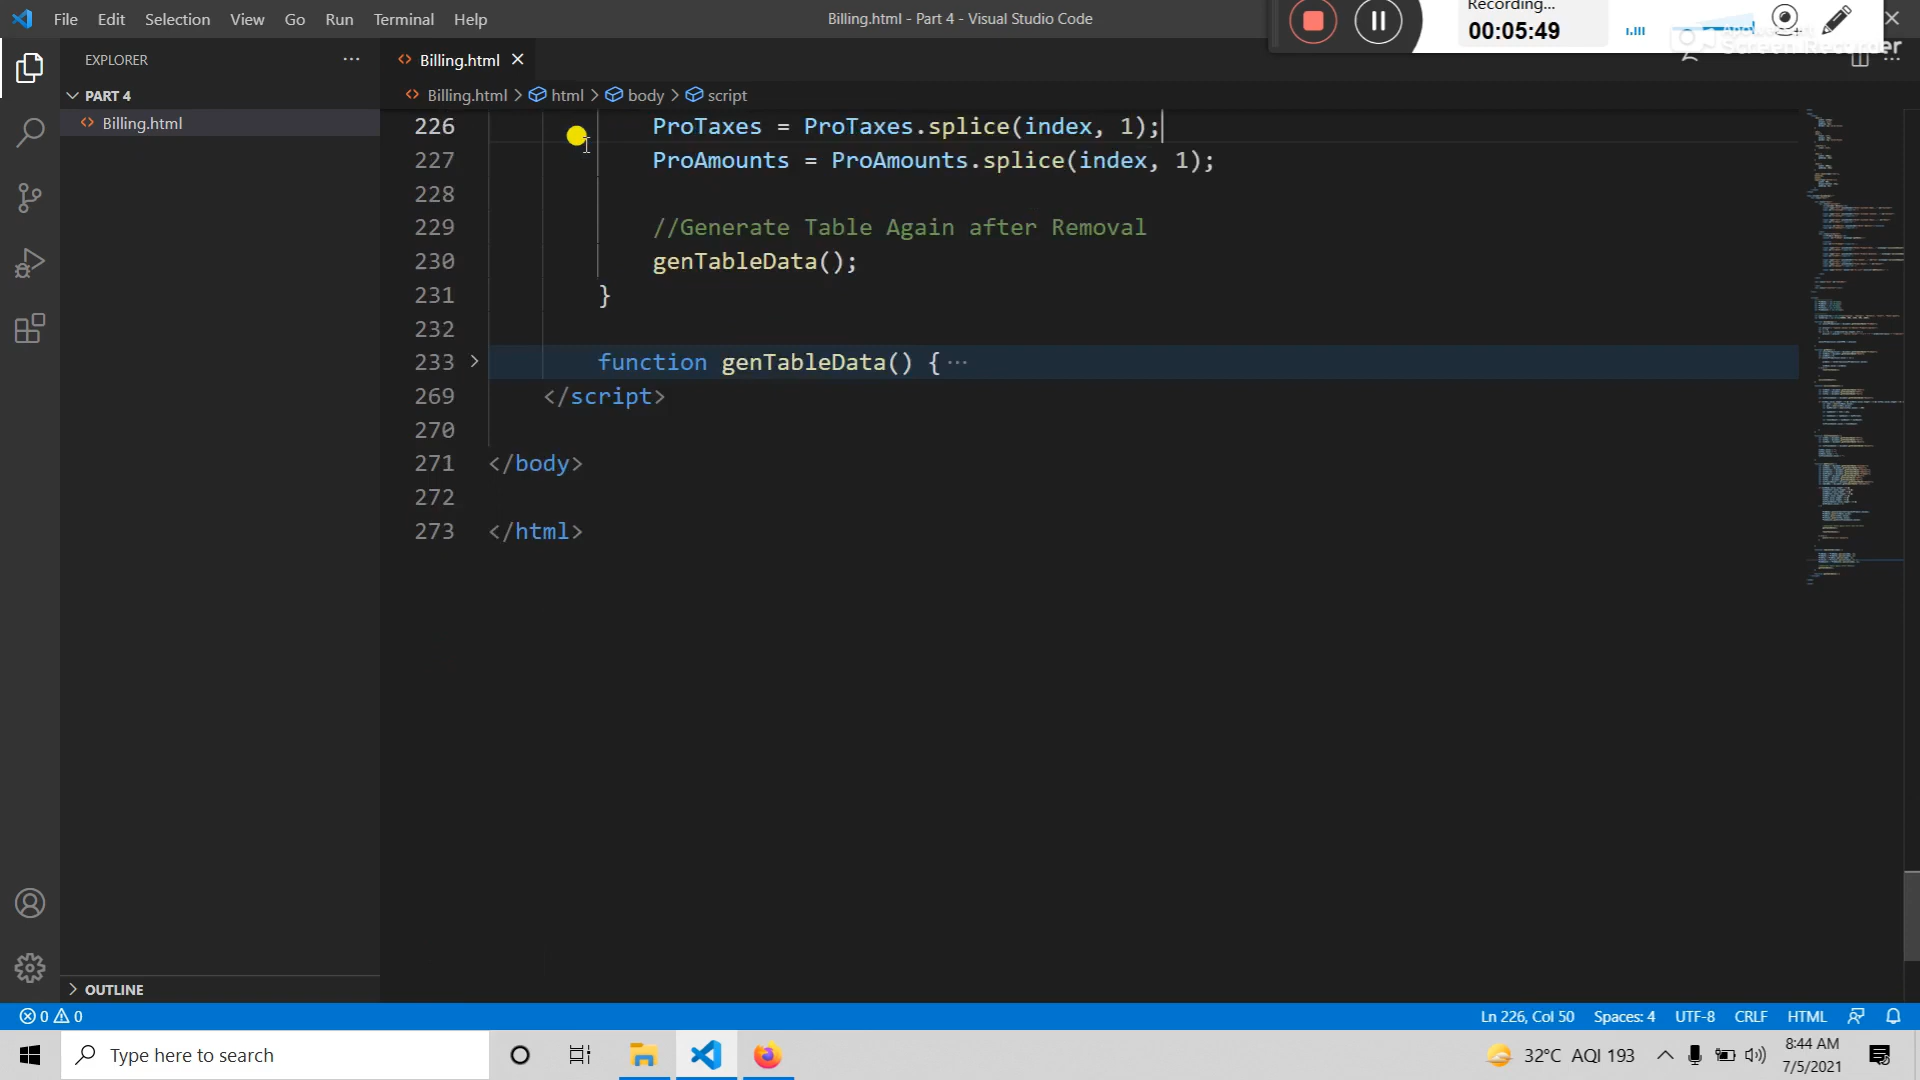 File Edit Selection View Go Run Terminal Help
Billing.html - Part 4 - Visual Studio Code
Recording...
00:05:49
Screen Recorder
EXPLORER
PART 4
Billing.html
OUTLINE
Billing.html
Billing.html > html > body > script
226 ProTaxes = ProTaxes.splice(index, 1);
227 ProAmounts = ProAmounts.splice(index, 1);
228
229 //Generate Table Again after Removal
230 genTableData();
231 }
232
233 function genTableData() { ···
269 </script>
270
271 </body>
272
273 </html>
0 0
Ln 226, Col 50 Spaces: 4 UTF-8 CRLF HTML
Type here to search
32°C AQI 193
8:44 AM
7/5/2021